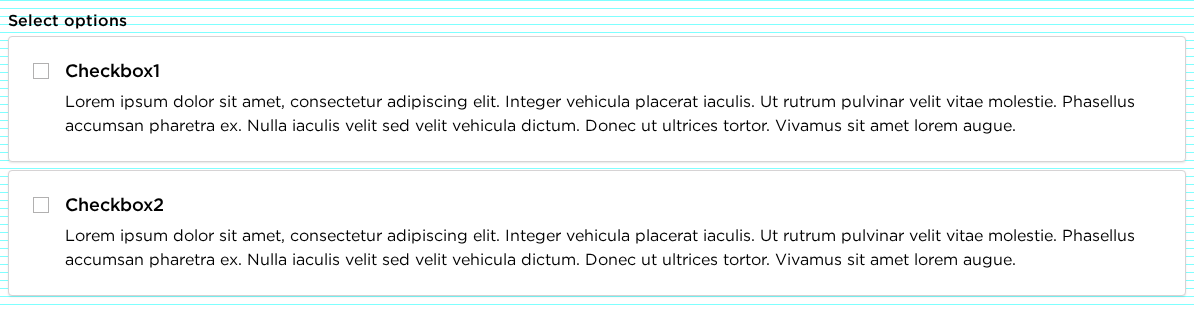 Select options
Checkbox1
Lorem ipsum dolor sit amet, consectetur adipiscing elit. Integer vehicula placerat iaculis. Ut rutrum pulvinar velit vitae molestie. Phasellus
accumsan pharetra ex. Nulla iaculis velit sed velit vehicula dictum. Donec ut ultrices tortor. Vivamus sit amet lorem augue.
Checkbox2
Lorem ipsum dolor sit amet, consectetur adipiscing elit. Integer vehicula placerat iaculis. Ut rutrum pulvinar velit vitae molestie. Phasellus
accumsan pharetra ex. Nulla iaculis velit sed velit vehicula dictum. Donec ut ultrices tortor. Vivamus sit amet lorem augue.